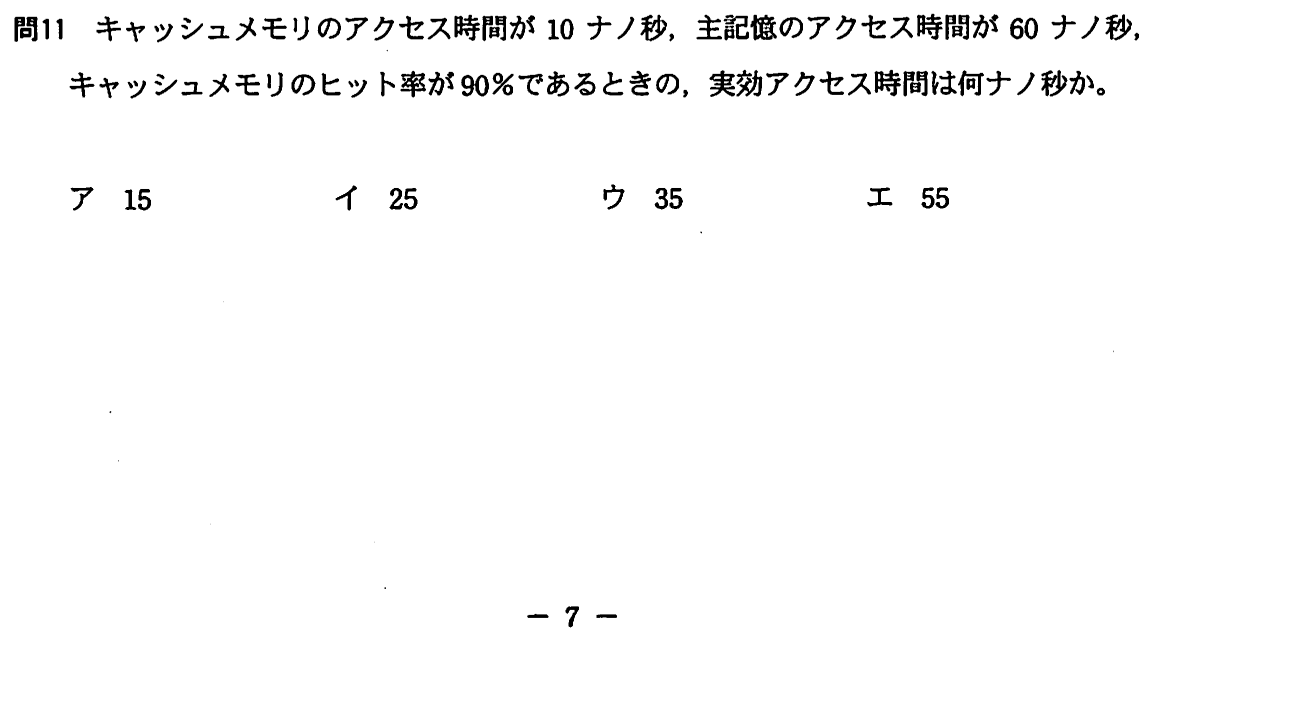 問11 キャッシュメモリのアクセス時間が 10 ナノ秒，主記憶のアクセス時間が 60 ナノ秒，
キャッシュメモリのヒット率が 90％であるときの，実効アクセス時間は何ナノ秒か。
ア 15 イ 25 ウ 35 エ 55
－ 7 －